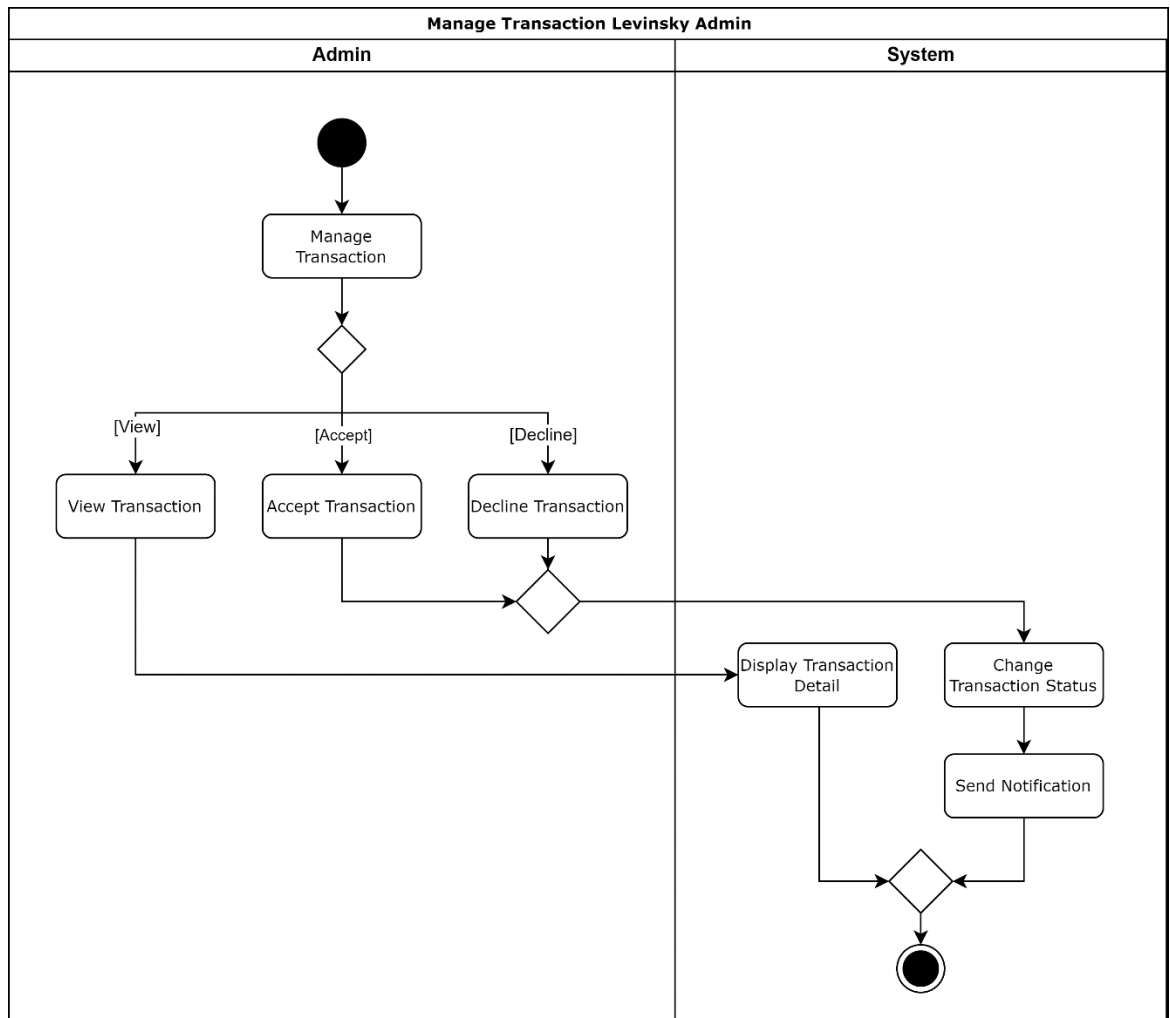 Manage Transaction Levinsky Admin
Admin
System
Manage
Transaction
[View]
[Accept]
[Decline]
View Transaction
Accept Transaction
Decline Transaction
Display Transaction
Detail
Change
Transaction Status
Send Notification